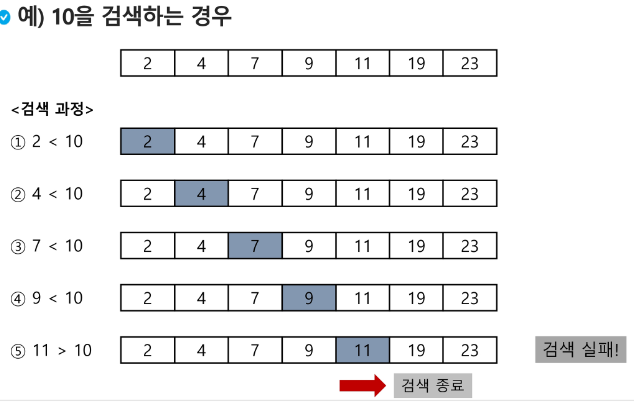 예) 10을 검색하는 경우
2 4 7 9 11 19 23
<검색 과정>
① 2 < 10 2 4 7 9 11 19 23
② 4 < 10 2 4 7 9 11 19 23
③ 7 < 10 2 4 7 9 11 19 23
④ 9 < 10 2 4 7 9 11 19 23
⑤ 11 > 10 2 4 7 9 11 19 23 검색 실패!
검색 종료